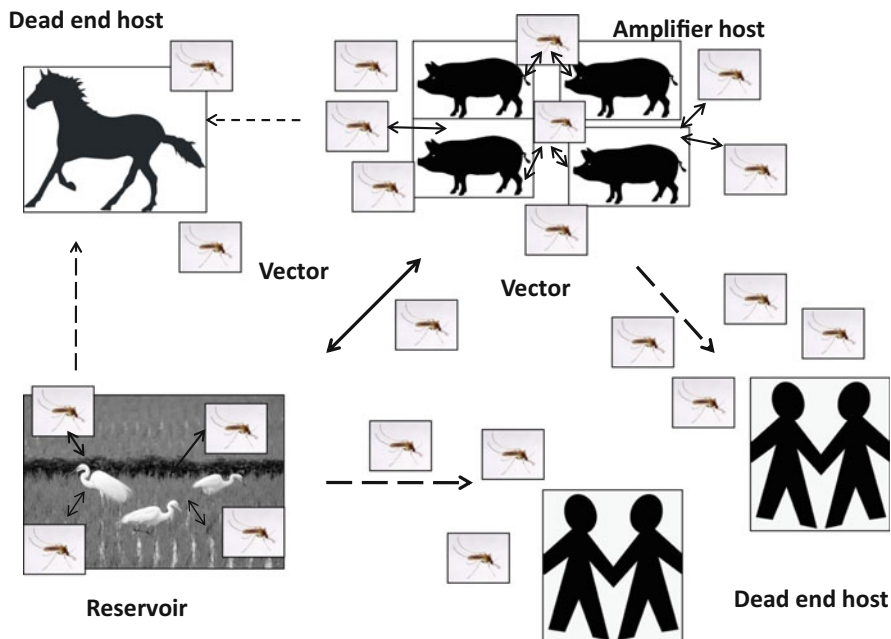 Dead end host
Amplifier host
Vector
Vector
Reservoir
Dead end host